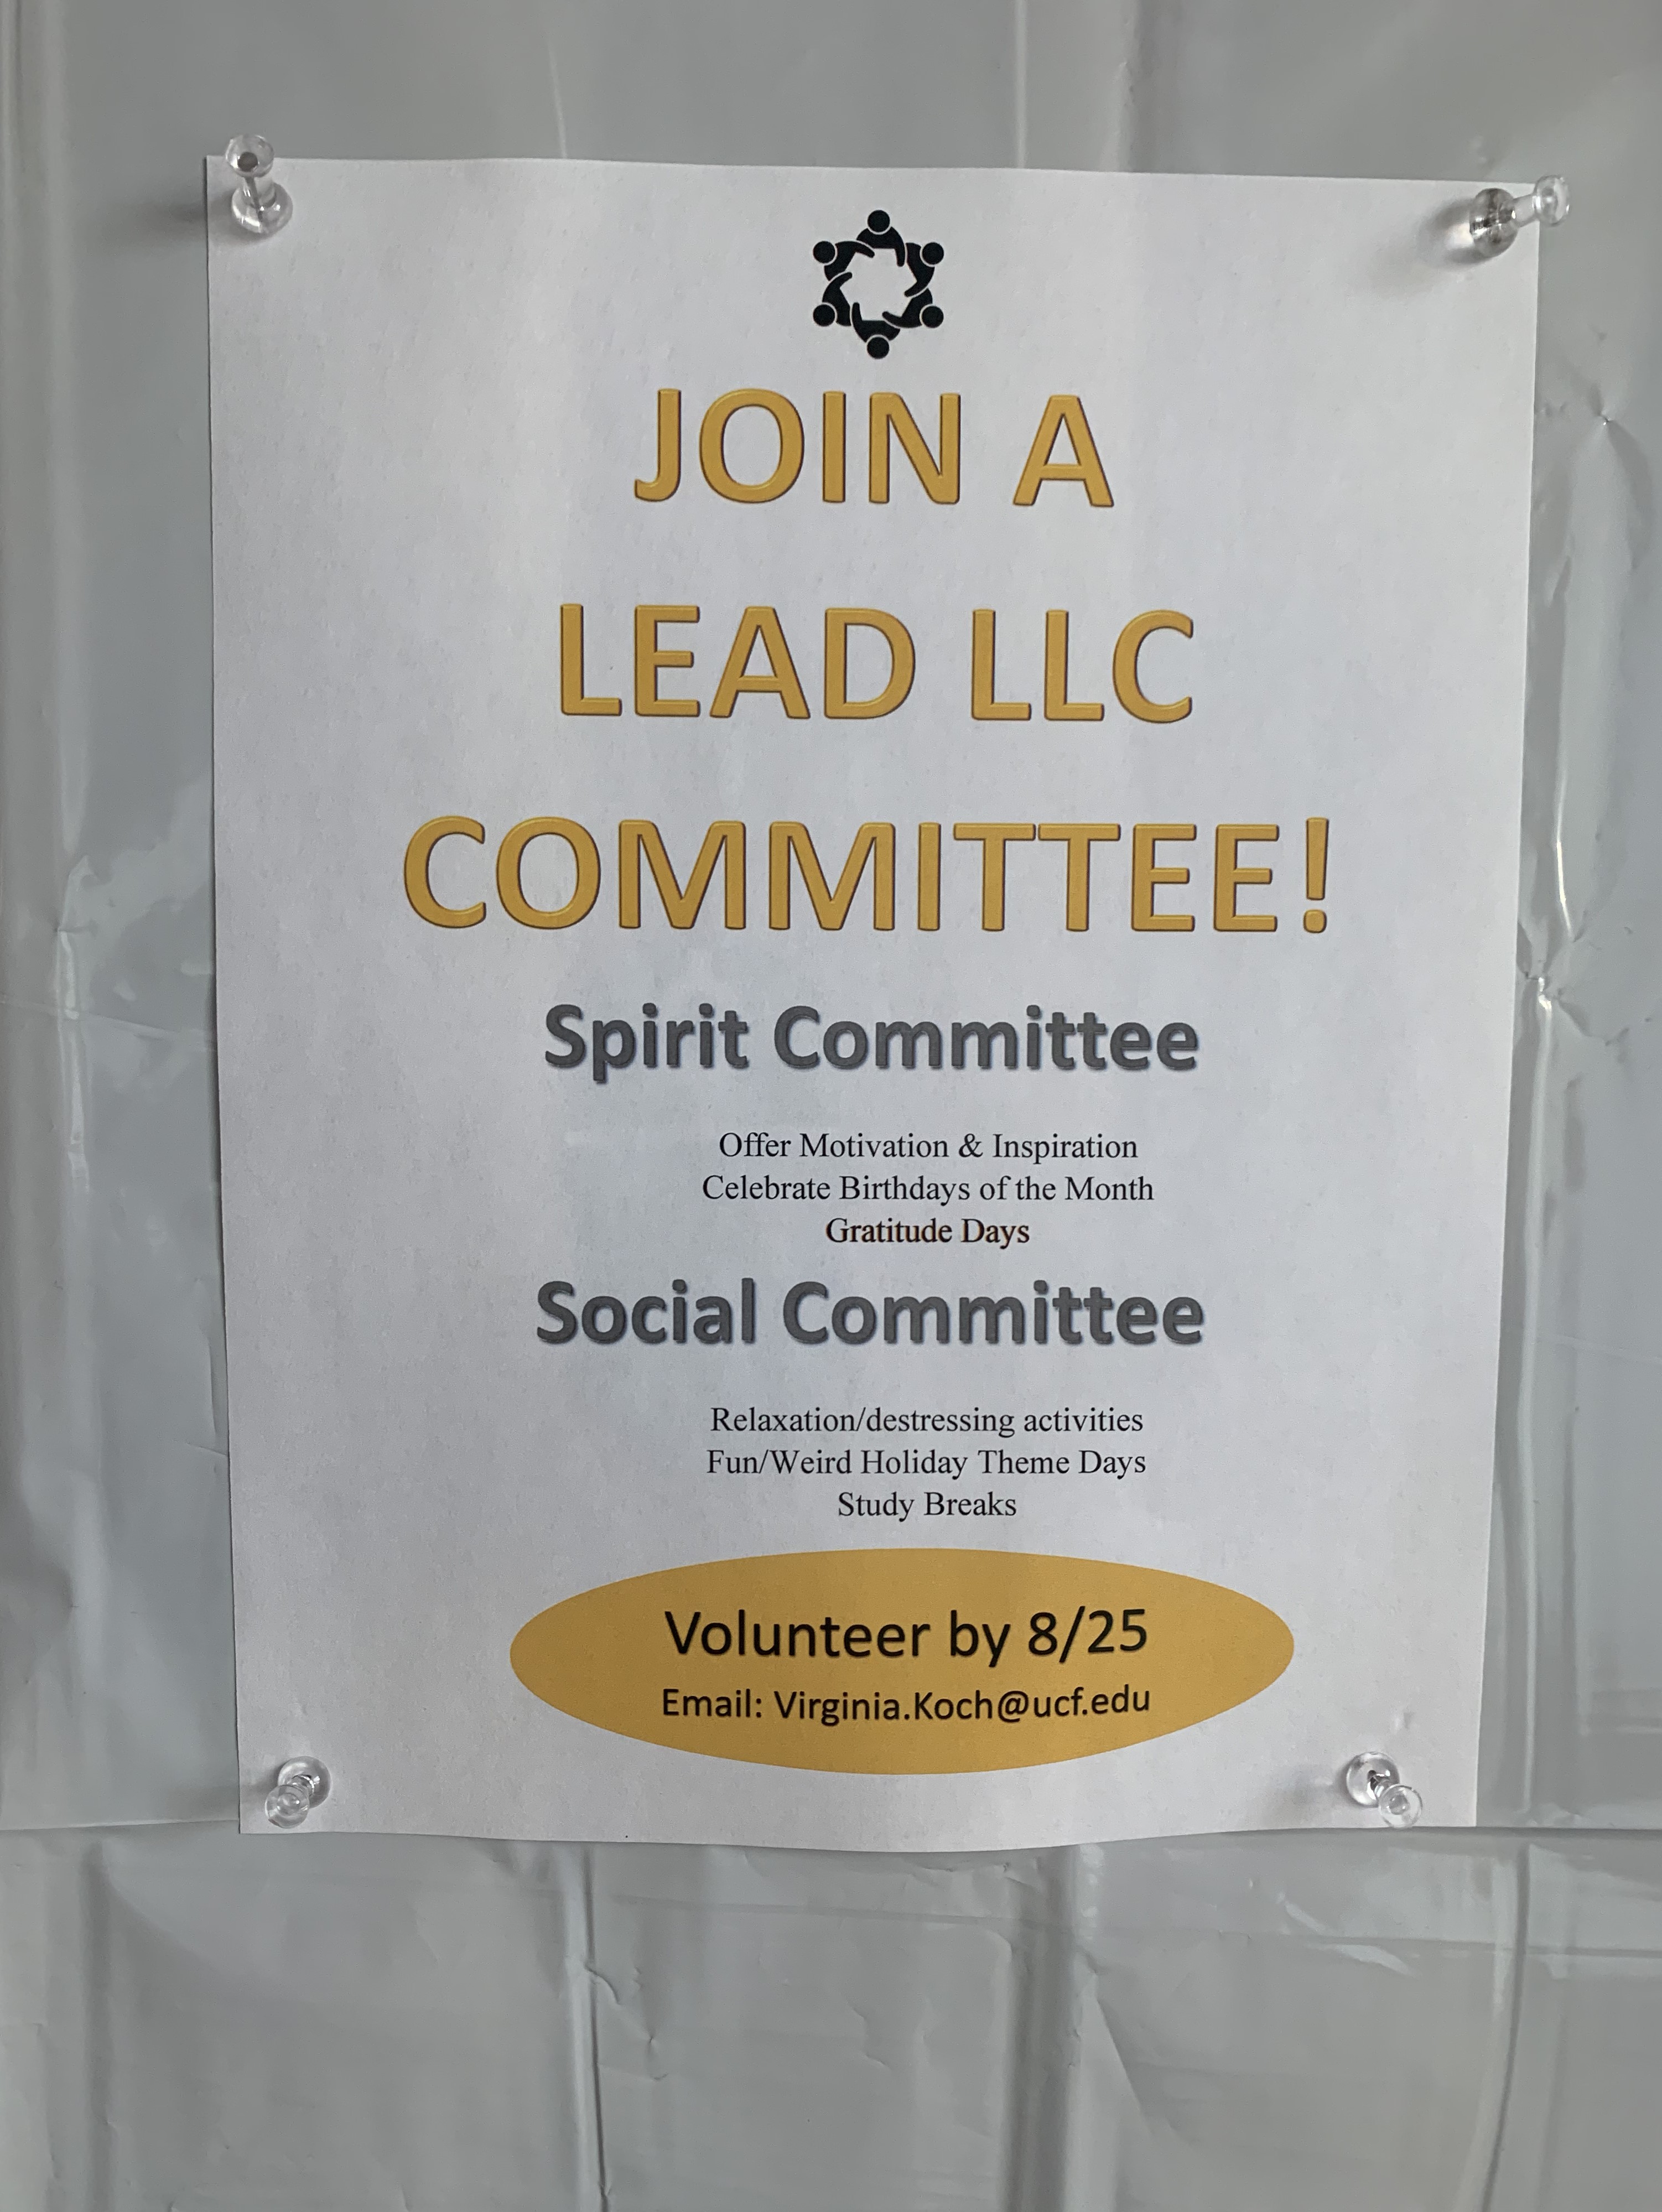 JOIN A
LEAD LLC
COMMITTEE!
Spirit Committee
Offer Motivation & Inspiration
Celebrate Birthdays of the Month
Gratitude Days
Social Committee
Relaxation/destressing activities
Fun/Weird Holiday Theme Days
Study Breaks
Volunteer by 8/25
Email: Virginia.Koch@ucf.edu